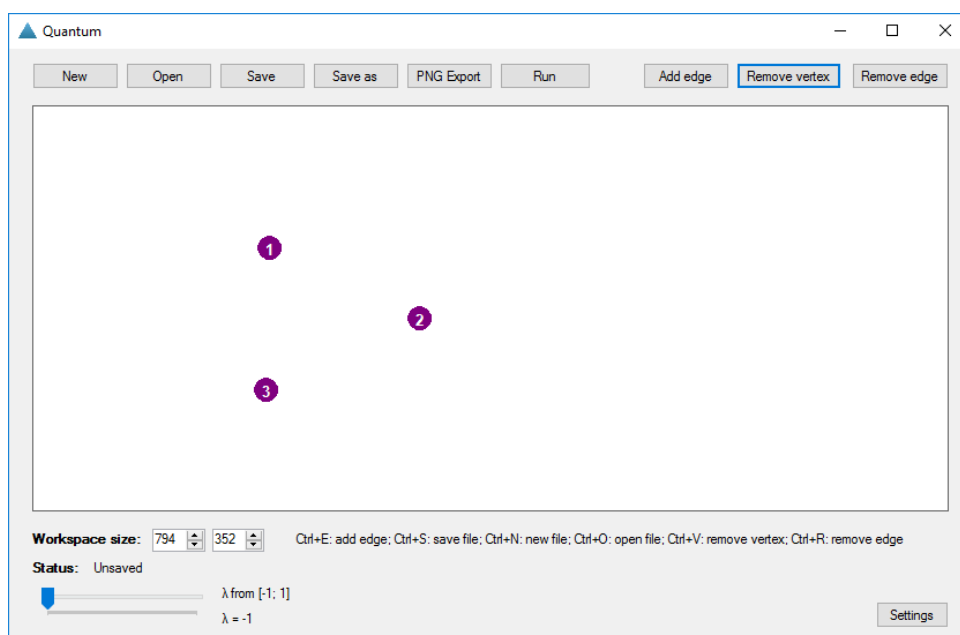 Quantum
New Open Save Save as PNG Export Run Add edge Remove vertex Remove edge
1
2
3
Workspace size: 794 352 Ctrl+E: add edge; Ctrl+S: save file; Ctrl+N: new file; Ctrl+O: open file; Ctrl+V: remove vertex; Ctrl+R: remove edge
Status: Unsaved
λ from [-1; 1]
λ = -1
Settings